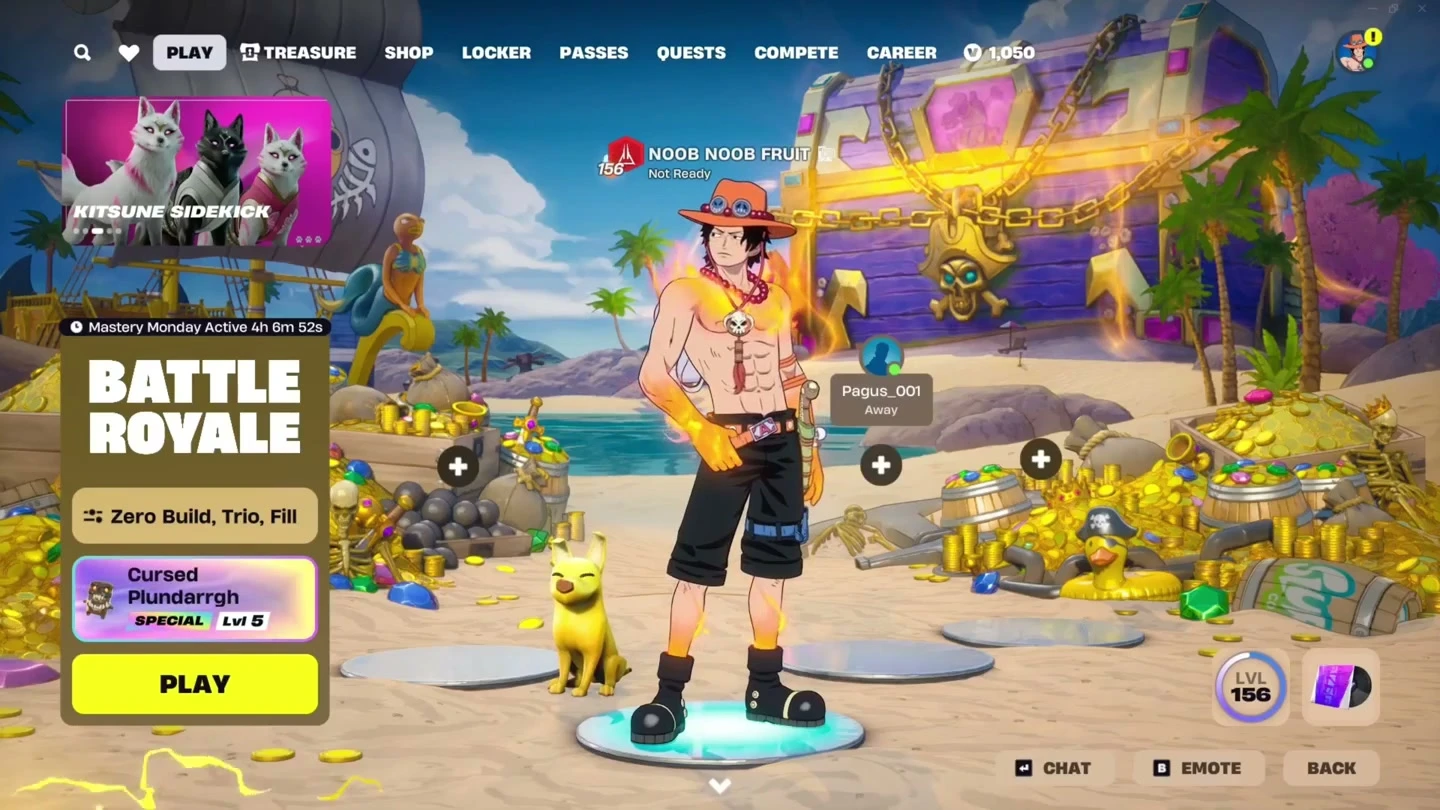 PLAY
TREASURE
SHOP
LOCKER
PASSES
QUESTS
COMPETE
CAREER
V 1,050
!
KITSUNE SIDEKICK
156
NOOB NOOB FRUIT
Not Ready
Mastery Monday Active 4h 6m 52s
BATTLE
ROYALE
Zero Build, Trio, Fill
Cursed
Plundarrgh
SPECIAL Lvl 5
PLAY
Pagus_001
Away
A
LVL
156
CHAT
B EMOTE
BACK